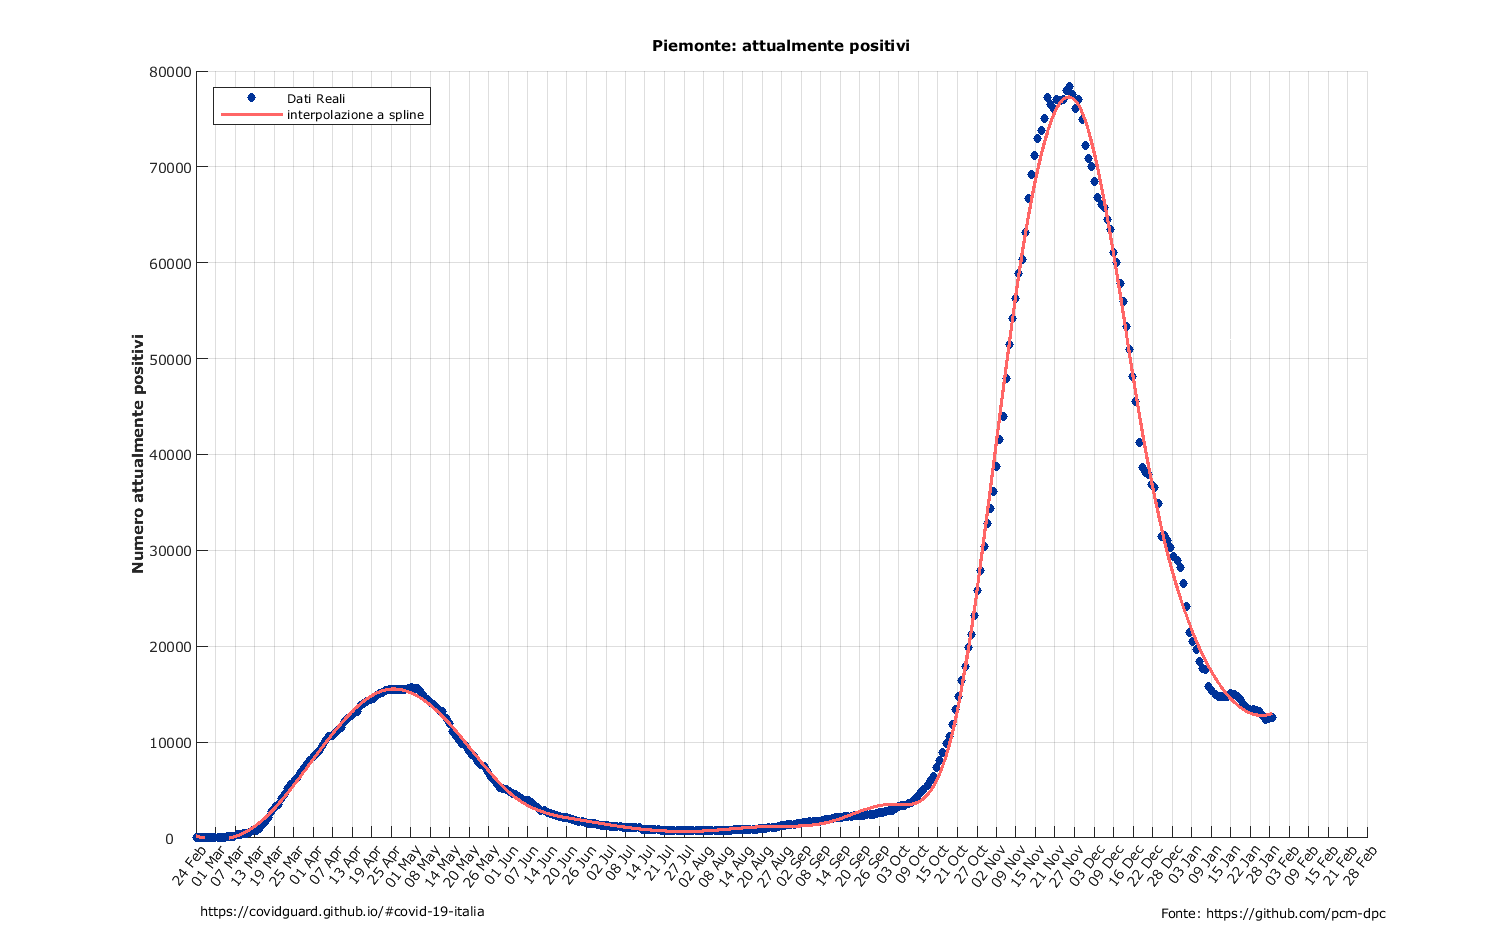 Piemonte: attualmente positivi
80000
70000
60000
50000
40000
30000
20000
10000
0
Numero attualmente positivi
Dati Reali
interpolazione a spline
24 Feb
01 Mar
07 Mar
13 Mar
19 Mar
25 Mar
01 Apr
07 Apr
13 Apr
19 Apr
25 Apr
01 May
08 May
14 May
20 May
26 May
01 Jun
07 Jun
14 Jun
20 Jun
26 Jun
02 Jul
08 Jul
14 Jul
21 Jul
27 Jul
02 Aug
08 Aug
14 Aug
20 Aug
27 Aug
02 Sep
08 Sep
14 Sep
20 Sep
26 Sep
03 Oct
09 Oct
15 Oct
21 Oct
27 Oct
02 Nov
09 Nov
15 Nov
21 Nov
27 Nov
03 Dec
09 Dec
16 Dec
22 Dec
28 Dec
03 Jan
09 Jan
15 Jan
22 Jan
28 Jan
03 Feb
09 Feb
15 Feb
21 Feb
28 Feb
https://covidguard.github.io/#covid-19-italia
Fonte: https://github.com/pcm-dpc